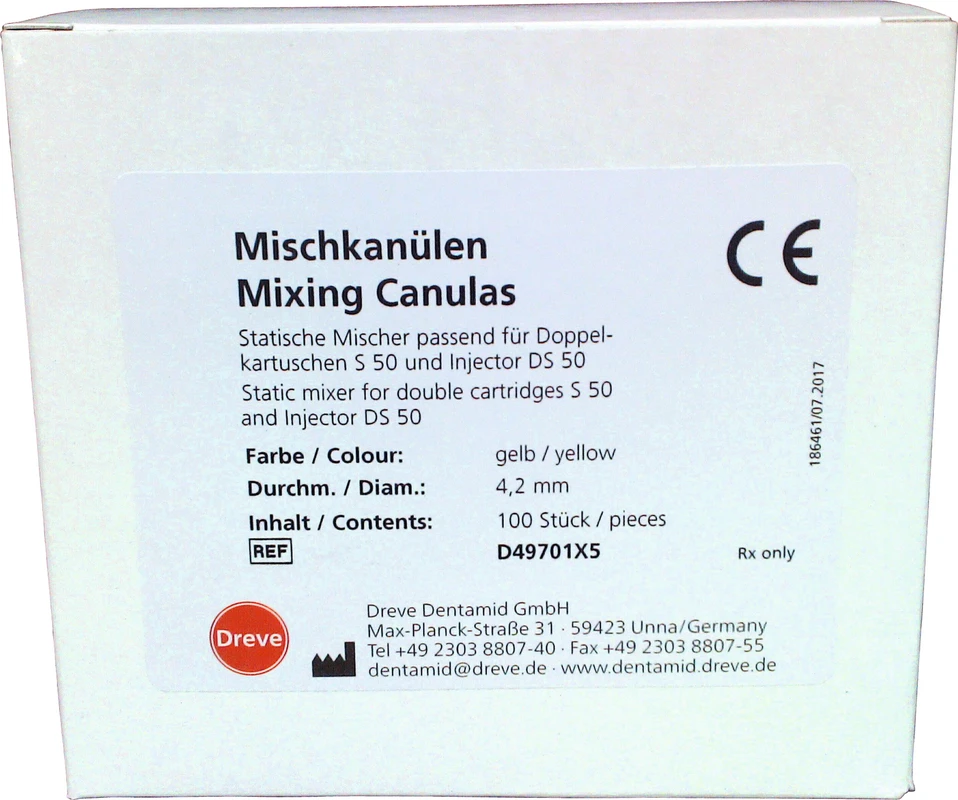 Mischkanülen
Mixing Canulas
CE
Statische Mischer passend für Doppel-
kartuschen S 50 und Injector DS 50
Static mixer for double cartridges S 50
and Injector DS 50
Farbe / Colour: gelb / yellow
Durchm. / Diam.: 4,2 mm
Inhalt / Contents: 100 Stück / pieces
REF D49701X5 Rx only
186461/07.2017
Dreve
Dreve Dentamid GmbH
Max-Planck-Straße 31 · 59423 Unna/Germany
Tel +49 2303 8807-40 · Fax +49 2303 8807-55
dentamid@dreve.de · www.dentamid.dreve.de